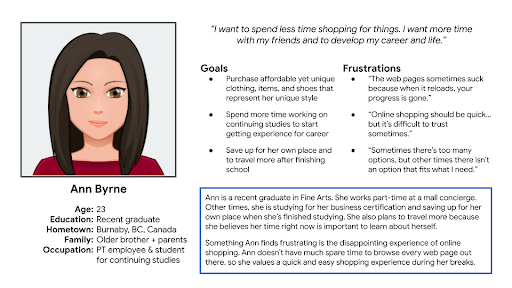 "I want to spend less time shopping for things. I want more time
with my friends and to develop my career and life."
Goals
● Purchase affordable yet unique
clothing, items, and shoes that
represent her unique style
● Spend more time working on
continuing studies to start
getting experience for career
● Save up for her own place and
to travel more after finishing
school
Frustrations
● "The web pages sometimes suck
because when it reloads, your
progress is gone."
● "Online shopping should be quick...
but it's difficult to trust
sometimes."
● "Sometimes there's too many
options, but other times there isn't
an option that fits what I need."
Ann Byrne
Age: 23
Education: Recent graduate
Hometown: Burnaby, BC, Canada
Family: Older brother + parents
Occupation: PT employee & student
for continuing studies
Ann is a recent graduate in Fine Arts. She works part-time at a mall concierge.
Other times, she is studying for her business certification and saving up for her
own place when she's finished studying. She also plans to travel more because
she believes her time right now is important to learn about herself.
Something Ann finds frustrating is the disappointing experience of online
shopping. Ann doesn't have much spare time to browse every web page out
there, so she values a quick and easy shopping experience during her breaks.